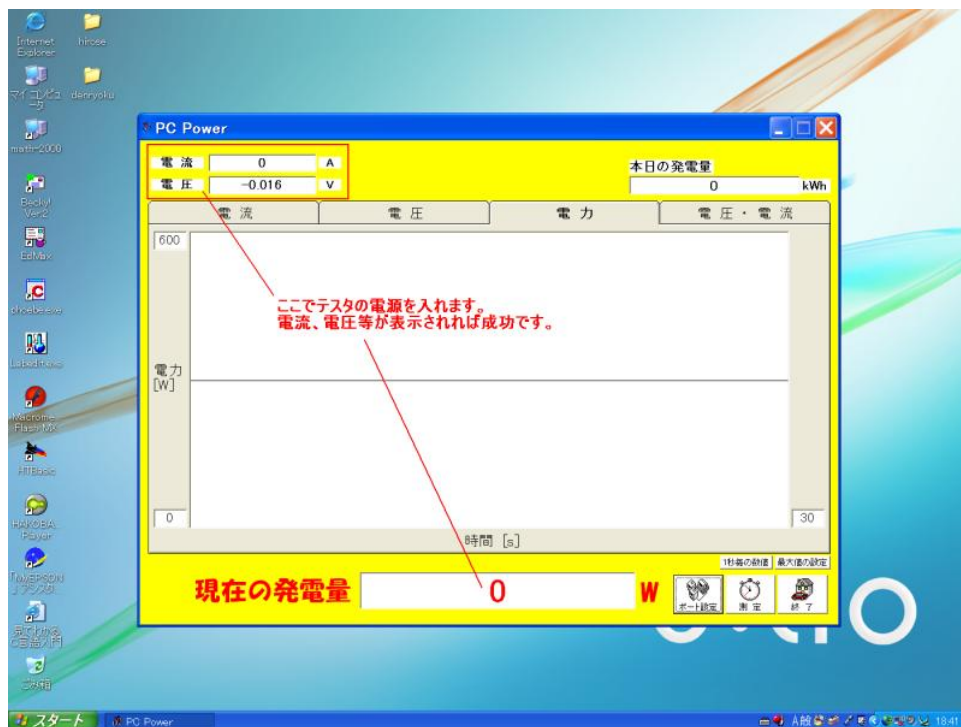 Internet
Explorer
hirose
マイ コンピュ
ータ
denryoku
math-2000
Becky!
Ver.2
EdMax
phoebe.exe
Macrome...
Flash MX
HAKOBA...
Player
ごみ箱
PC Power
電 流 0 A
電 圧 -0.016 V
本日の発電量
0 kWh
電 流
電 圧
電 力
電 圧 ・ 電 流
600
ここでテスタの電源を入れます。
電流、電圧等が表示されれば成功です。
電力
[W]
0
30
時間 [s]
1秒毎の数値
最大値の設定
現在の発電量 0 W
ポート設定
測 定
終 了
スタート
PC Power
A般
18:41